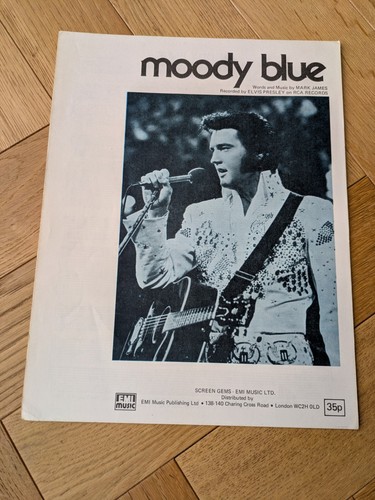 moody blue
Words and Music by MARK JAMES
Recorded by ELVIS PRESLEY on RCA RECORDS
SCREEN GEMS - EMI MUSIC LTD.
Distributed by
EMI Music Publishing Ltd • 138-140 Charing Cross Road • London WC2H 0LD
EMI
MUSIC
35p